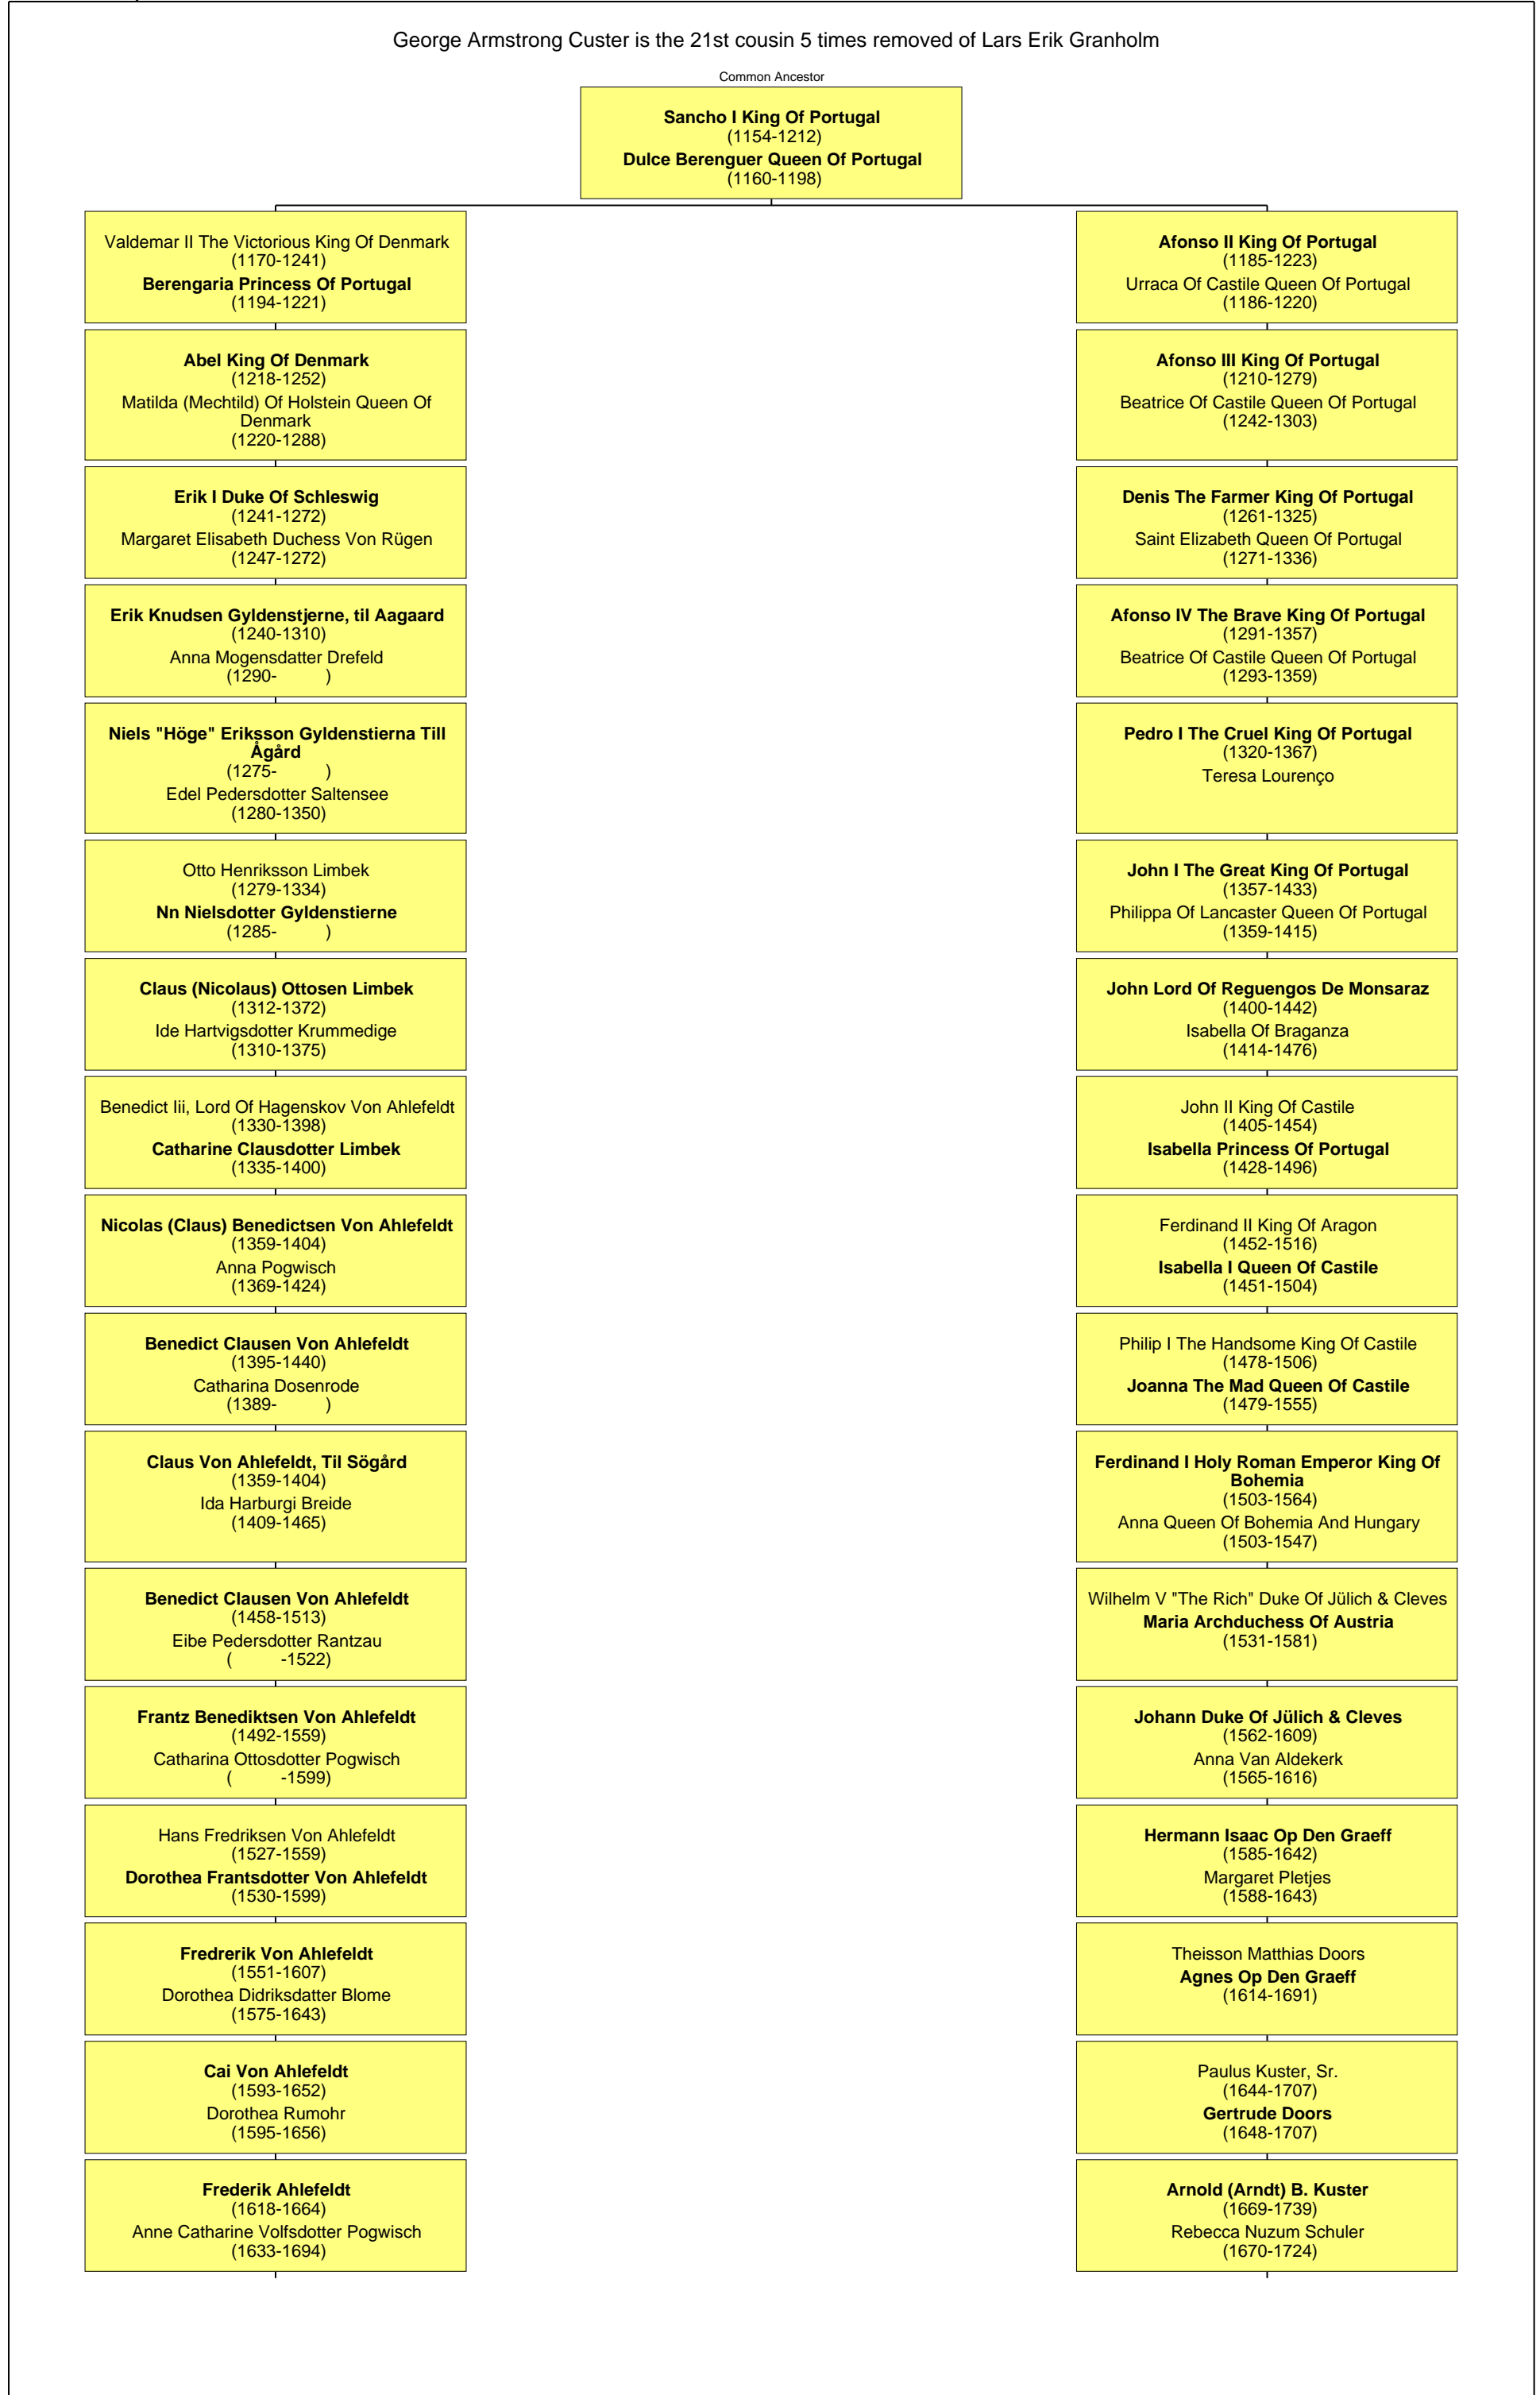 George Armstrong Custer is the 21st cousin 5 times removed of Lars Erik Granholm
Common Ancestor
Sancho I King Of Portugal
(1154-1212)
Dulce Berenguer Queen Of Portugal
(1160-1198)
Valdemar II The Victorious King Of Denmark
(1170-1241)
Berengaria Princess Of Portugal
(1194-1221)
Abel King Of Denmark
(1218-1252)
Matilda (Mechtild) Of Holstein Queen Of
Denmark
(1220-1288)
Erik I Duke Of Schleswig
(1241-1272)
Margaret Elisabeth Duchess Von Rügen
(1247-1272)
Erik Knudsen Gyldenstjerne, til Aagaard
(1240-1310)
Anna Mogensdatter Drefeld
(1290- )
Niels "Höge" Eriksson Gyldenstierna Till
Ågård
(1275- )
Edel Pedersdotter Saltensee
(1280-1350)
Otto Henriksson Limbek
(1279-1334)
Nn Nielsdotter Gyldenstierne
(1285- )
Claus (Nicolaus) Ottosen Limbek
(1312-1372)
Ide Hartvigsdotter Krummedige
(1310-1375)
Benedict Iii, Lord Of Hagenskov Von Ahlefeldt
(1330-1398)
Catharine Clausdotter Limbek
(1335-1400)
Nicolas (Claus) Benedictsen Von Ahlefeldt
(1359-1404)
Anna Pogwisch
(1369-1424)
Benedict Clausen Von Ahlefeldt
(1395-1440)
Catharina Dosenrode
(1389- )
Claus Von Ahlefeldt, Til Sögård
(1359-1404)
Ida Harburgi Breide
(1409-1465)
Benedict Clausen Von Ahlefeldt
(1458-1513)
Eibe Pedersdotter Rantzau
( -1522)
Frantz Benediktsen Von Ahlefeldt
(1492-1559)
Catharina Ottosdotter Pogwisch
( -1599)
Hans Fredriksen Von Ahlefeldt
(1527-1559)
Dorothea Frantsdotter Von Ahlefeldt
(1530-1599)
Fredrerik Von Ahlefeldt
(1551-1607)
Dorothea Didriksdatter Blome
(1575-1643)
Cai Von Ahlefeldt
(1593-1652)
Dorothea Rumohr
(1595-1656)
Frederik Ahlefeldt
(1618-1664)
Anne Catharine Volfsdotter Pogwisch
(1633-1694)
Afonso II King Of Portugal
(1185-1223)
Urraca Of Castile Queen Of Portugal
(1186-1220)
Afonso III King Of Portugal
(1210-1279)
Beatrice Of Castile Queen Of Portugal
(1242-1303)
Denis The Farmer King Of Portugal
(1261-1325)
Saint Elizabeth Queen Of Portugal
(1271-1336)
Afonso IV The Brave King Of Portugal
(1291-1357)
Beatrice Of Castile Queen Of Portugal
(1293-1359)
Pedro I The Cruel King Of Portugal
(1320-1367)
Teresa Lourenço
John I The Great King Of Portugal
(1357-1433)
Philippa Of Lancaster Queen Of Portugal
(1359-1415)
John Lord Of Reguengos De Monsaraz
(1400-1442)
Isabella Of Braganza
(1414-1476)
John II King Of Castile
(1405-1454)
Isabella Princess Of Portugal
(1428-1496)
Ferdinand II King Of Aragon
(1452-1516)
Isabella I Queen Of Castile
(1451-1504)
Philip I The Handsome King Of Castile
(1478-1506)
Joanna The Mad Queen Of Castile
(1479-1555)
Ferdinand I Holy Roman Emperor King Of
Bohemia
(1503-1564)
Anna Queen Of Bohemia And Hungary
(1503-1547)
Wilhelm V "The Rich" Duke Of Jülich & Cleves
Maria Archduchess Of Austria
(1531-1581)
Johann Duke Of Jülich & Cleves
(1562-1609)
Anna Van Aldekerk
(1565-1616)
Hermann Isaac Op Den Graeff
(1585-1642)
Margaret Pletjes
(1588-1643)
Theisson Matthias Doors
Agnes Op Den Graeff
(1614-1691)
Paulus Kuster, Sr.
(1644-1707)
Gertrude Doors
(1648-1707)
Arnold (Arndt) B. Kuster
(1669-1739)
Rebecca Nuzum Schuler
(1670-1724)